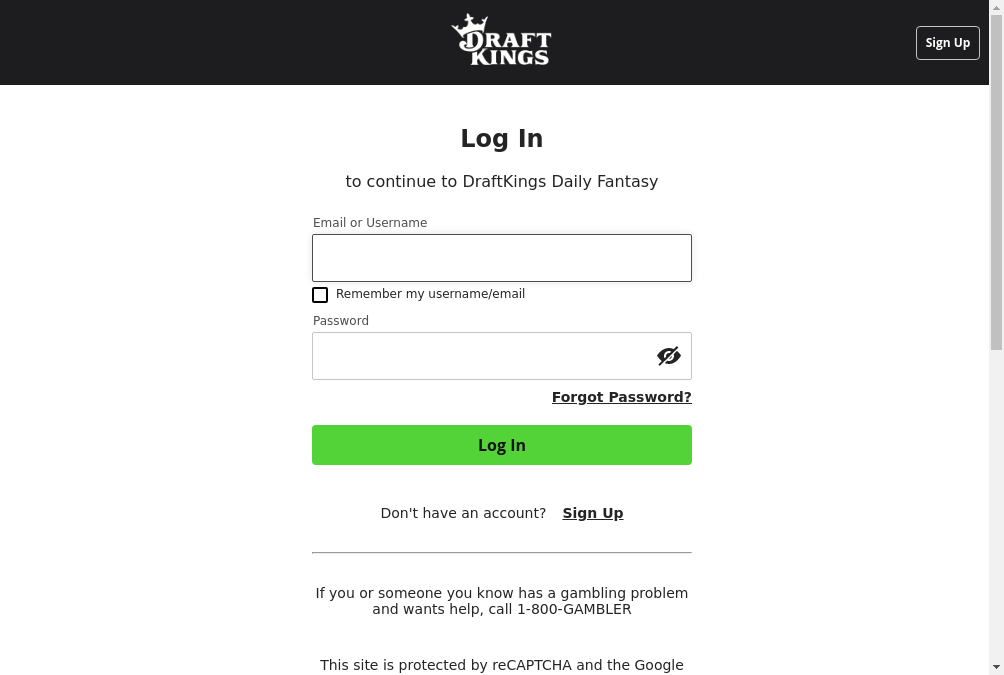 DRAFT
KINGS
Sign Up
Log In
to continue to DraftKings Daily Fantasy
Email or Username
Remember my username/email
Password
Forgot Password?
Log In
Don't have an account? Sign Up
If you or someone you know has a gambling problem
and wants help, call 1-800-GAMBLER
This site is protected by reCAPTCHA and the Google